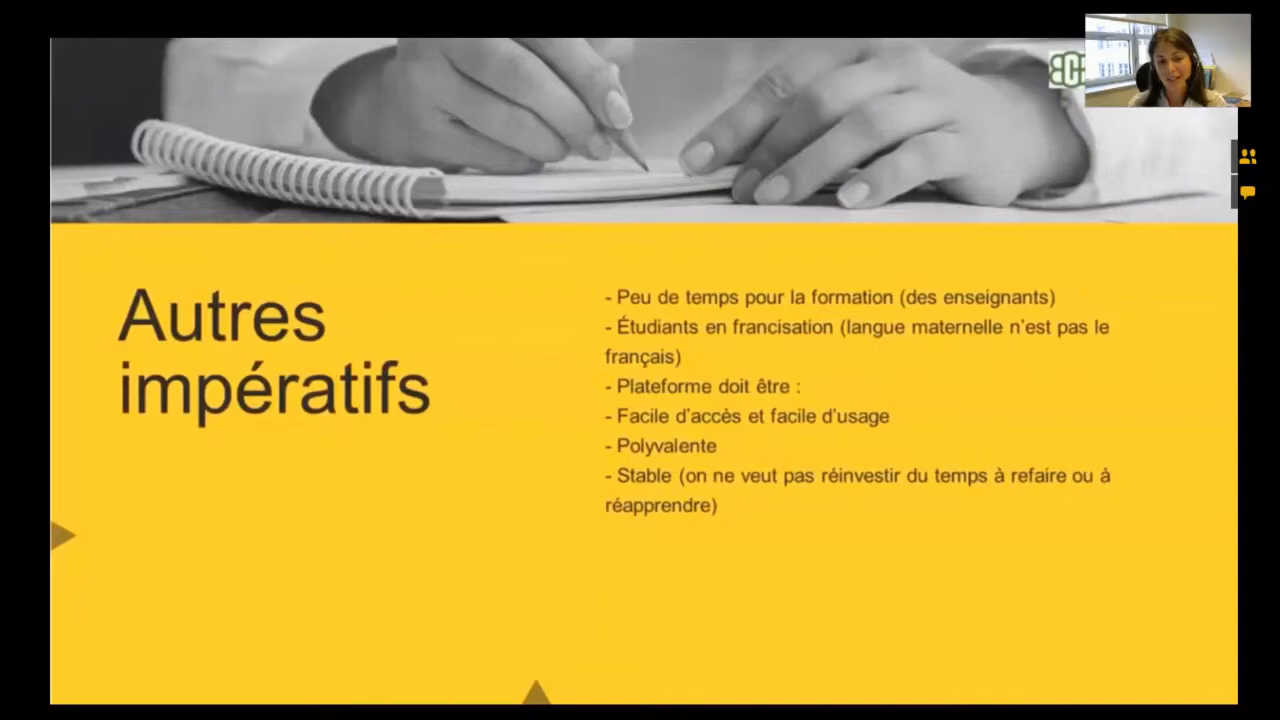 Autres
impératifs
- Peu de temps pour la formation (des enseignants)
- Étudiants en francisation (langue maternelle n’est pas le
français)
- Plateforme doit être :
- Facile d’accès et facile d’usage
- Polyvalente
- Stable (on ne veut pas réinvestir du temps à refaire ou à
réapprendre)